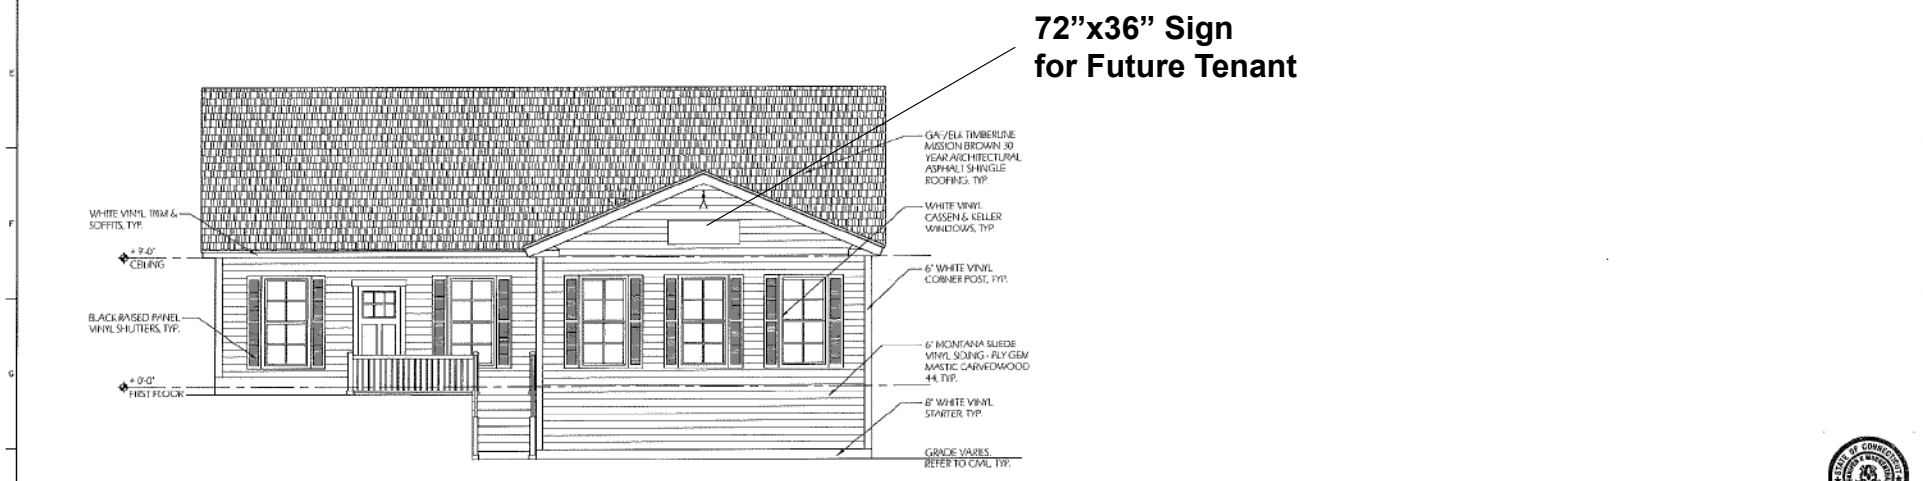 72”x36” Sign
for Future Tenant
E
F
G
GAF/ELK TIMBERLINE
MISSION BROWN 30
YEAR ARCHITECTURAL
ASPHALT SHINGLE
ROOFING, TYP.
WHITE VINYL TRIM &
SOFFITS, TYP.
+ 9'-0"
CEILING
WHITE VINYL
CASSEN & KELLER
WINDOWS, TYP.
6" WHITE VINYL
CORNER POST, TYP.
BLACK RAISED PANEL
VINYL SHUTTERS, TYP.
6" MONTANA SUEDE
VINYL SIDING - PLY GEM
MASTIC CARVEDWOOD
44, TYP.
+ 0'-0"
FIRST FLOOR
8" WHITE VINYL
STARTER, TYP.
GRADE VARIES.
REFER TO CIVIL, TYP.
STATE OF CONNECTICUT